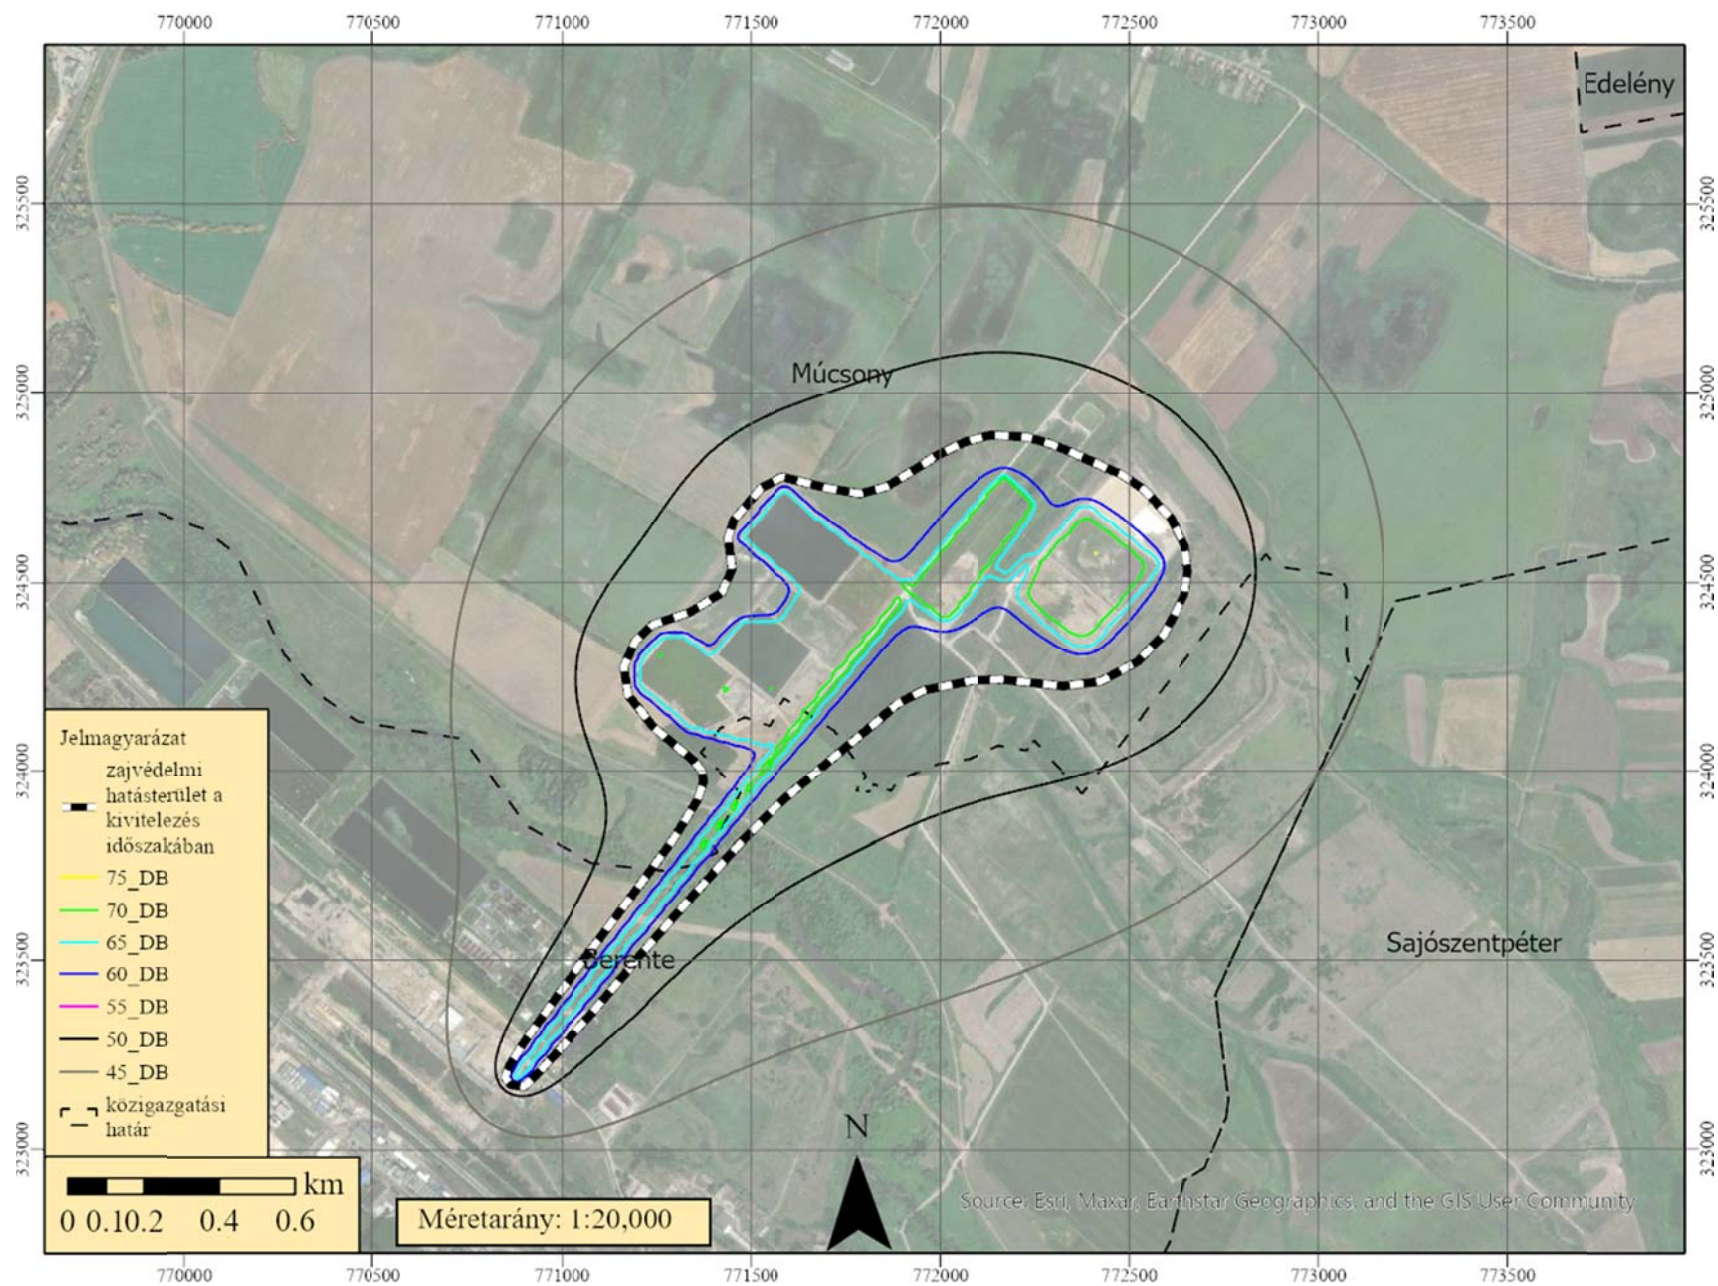 770000 770500 771000 771500 772000 772500 773000 773500
Edelény
325500 325500
Múcsony
325000 325000
324500 324500
324000 324000
Sajószentpéter
Berente
323500 323500
323000 323000
Jelmagyarázat
zajvédelmi
hatásterület a
kivitelezés
időszakában
75_DB
70_DB
65_DB
60_DB
55_DB
50_DB
45_DB
közigazgatási
határ
km
0 0.10.2 0.4 0.6
Méretarány: 1:20,000
N
Source: Esri, Maxar, Earthstar Geographics, and the GIS User Community
770000 770500 771000 771500 772000 772500 773000 773500